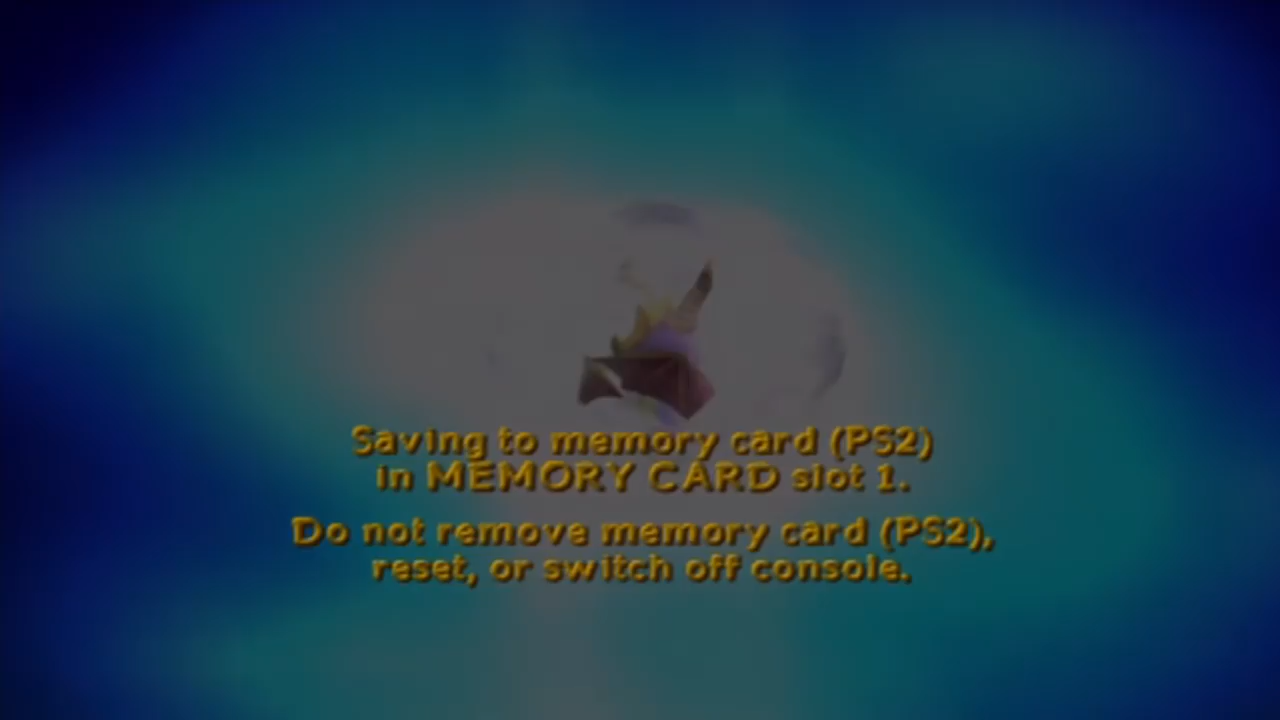 Saving to memory card (PS2)
in MEMORY CARD slot 1.
Do not remove memory card (PS2),
reset, or switch off console.